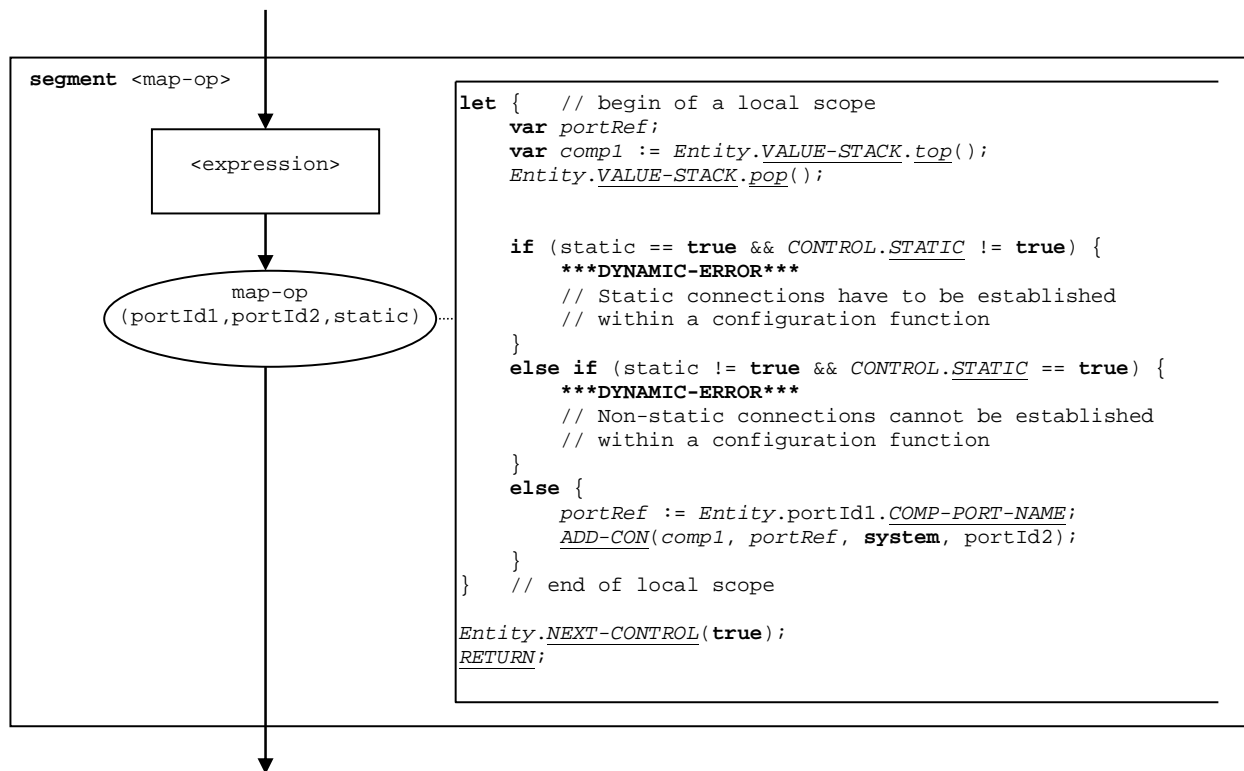 segment <map-op>
<expression>
map-op
(portId1,portId2,static)
let {   // begin of a local scope
    var portRef;
    var comp1 := Entity.VALUE-STACK.top();
    Entity.VALUE-STACK.pop();
    if (static == true && CONTROL.STATIC != true) {
        ***DYNAMIC-ERROR***
        // Static connections have to be established
        // within a configuration function
    }
    else if (static != true && CONTROL.STATIC == true) {
        ***DYNAMIC-ERROR***
        // Non-static connections cannot be established
        // within a configuration function
    }
    else {
        portRef := Entity.portId1.COMP-PORT-NAME;
        ADD-CON(comp1, portRef, system, portId2);
    }
}   // end of local scope
Entity.NEXT-CONTROL(true);
RETURN;